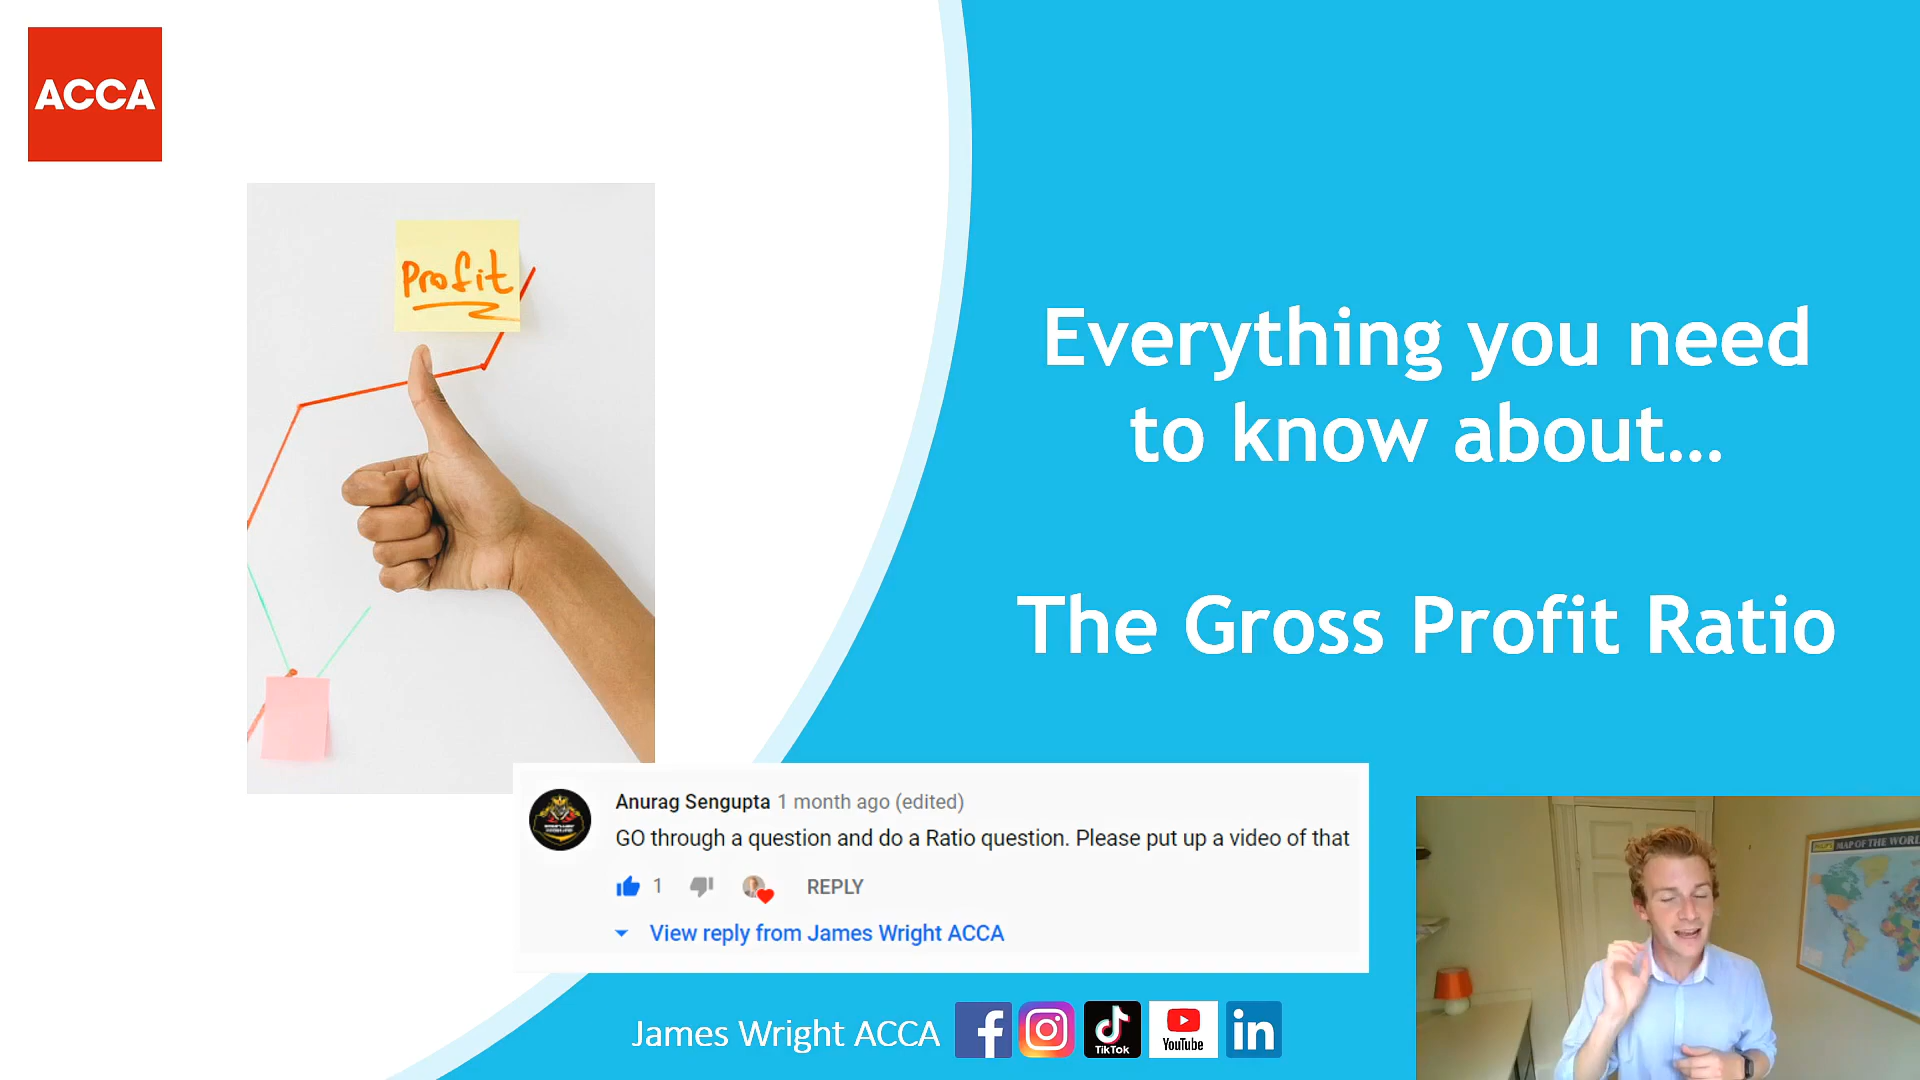 ACCA
Profit
Everything you need
to know about...
The Gross Profit Ratio
Anurag Sengupta 1 month ago (edited)
GO through a question and do a Ratio question. Please put up a video of that
1 REPLY
View reply from James Wright ACCA
James Wright ACCA
TikTok
YouTube
in
MAP OF THE WORL